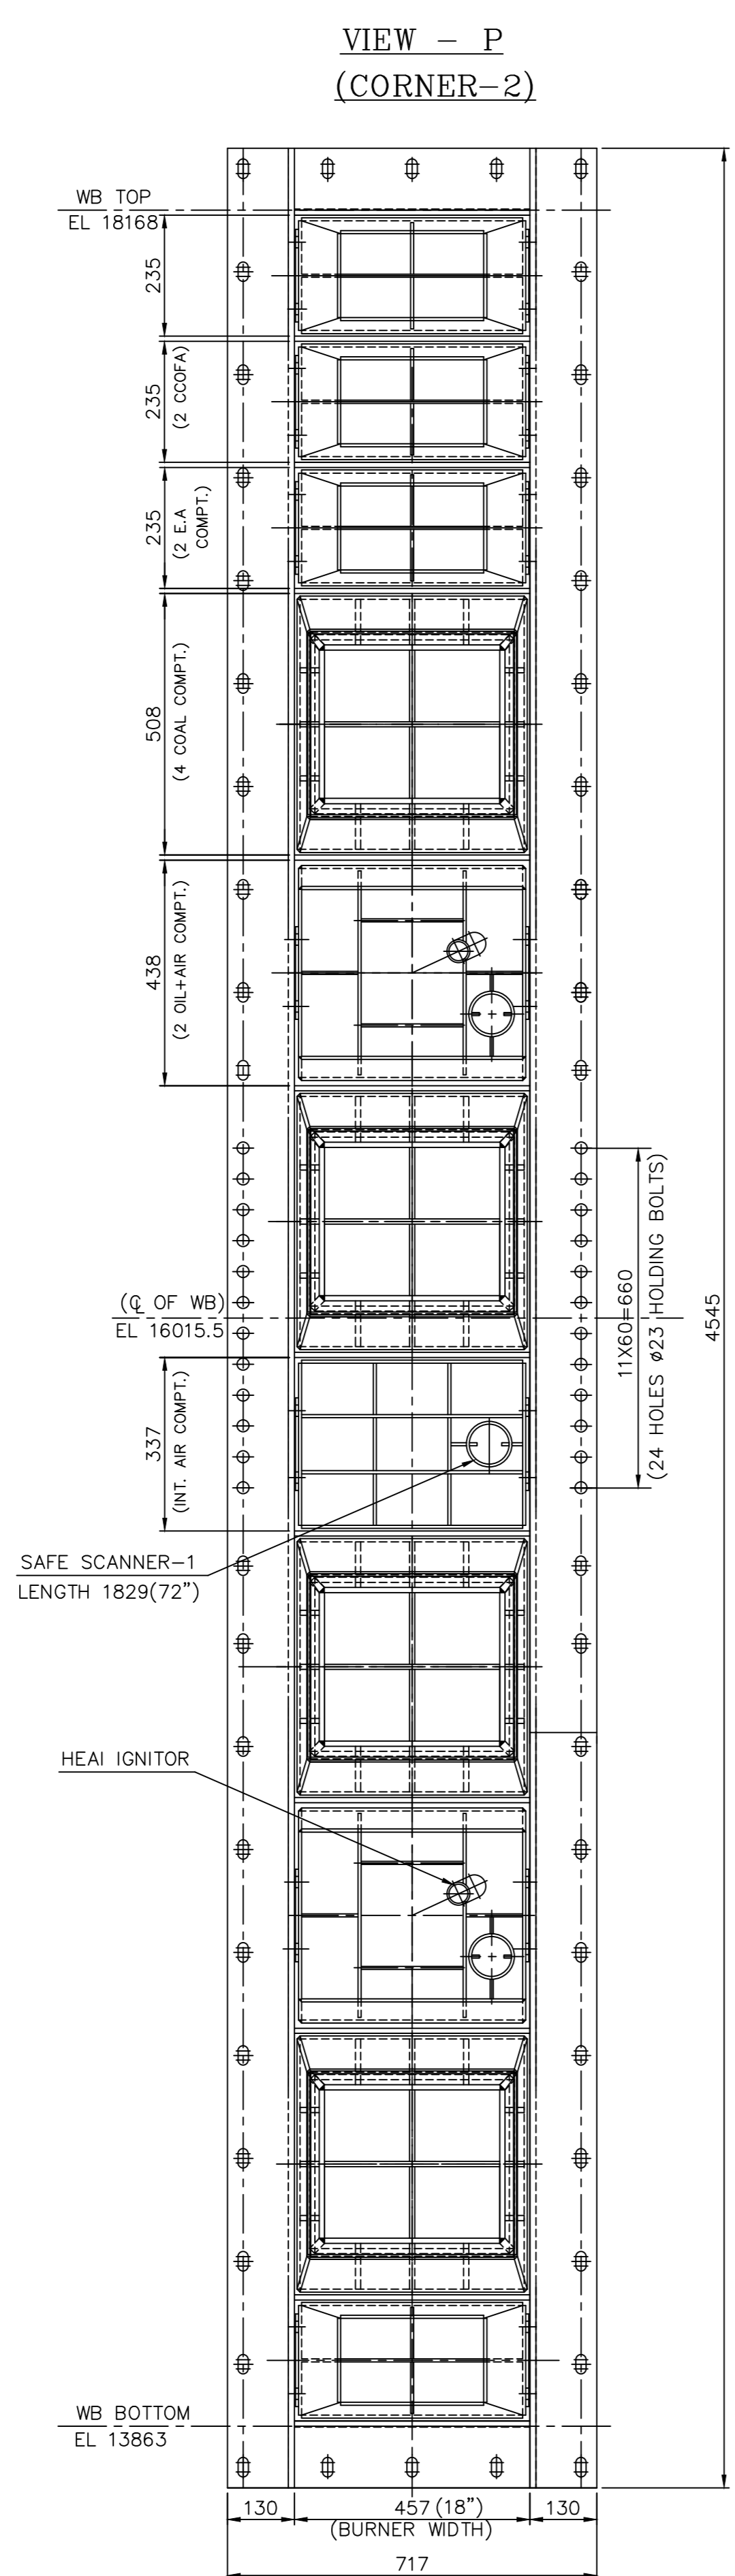 VIEW - P
(CORNER-2)
WB TOP
EL 18168
235
235
(2 CCOFA)
235
(2 E.A
COMPT.)
508
(4 COAL COMPT.)
438
(2 OIL+AIR COMPT.)
(℄ OF WB)
EL 16015.5
11X60=660
(24 HOLES ø23 HOLDING BOLTS)
4545
337
(INT. AIR COMPT.)
SAFE SCANNER-1
LENGTH 1829(72")
HEAI IGNITOR
WB BOTTOM
EL 13863
130
457(18")
130
(BURNER WIDTH)
717